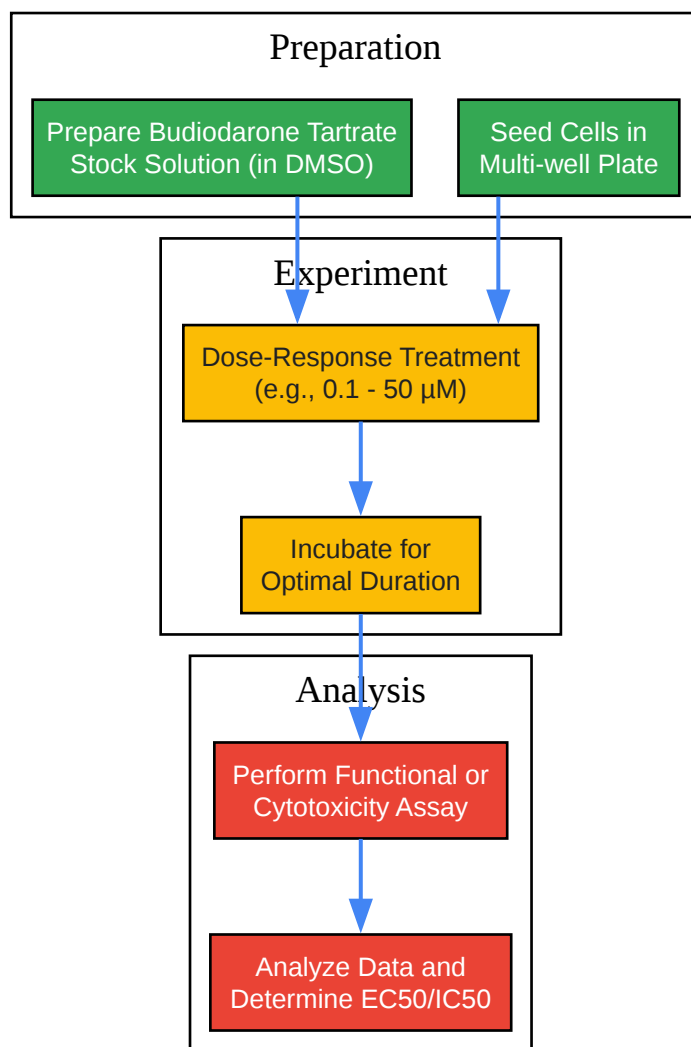 Preparation
Prepare Budiodarone Tartrate
Stock Solution (in DMSO)
Seed Cells in
Multi-well Plate
Experiment
Dose-Response Treatment
(e.g., 0.1 - 50 µM)
Incubate for
Optimal Duration
Analysis
Perform Functional or
Cytotoxicity Assay
Analyze Data and
Determine EC50/IC50